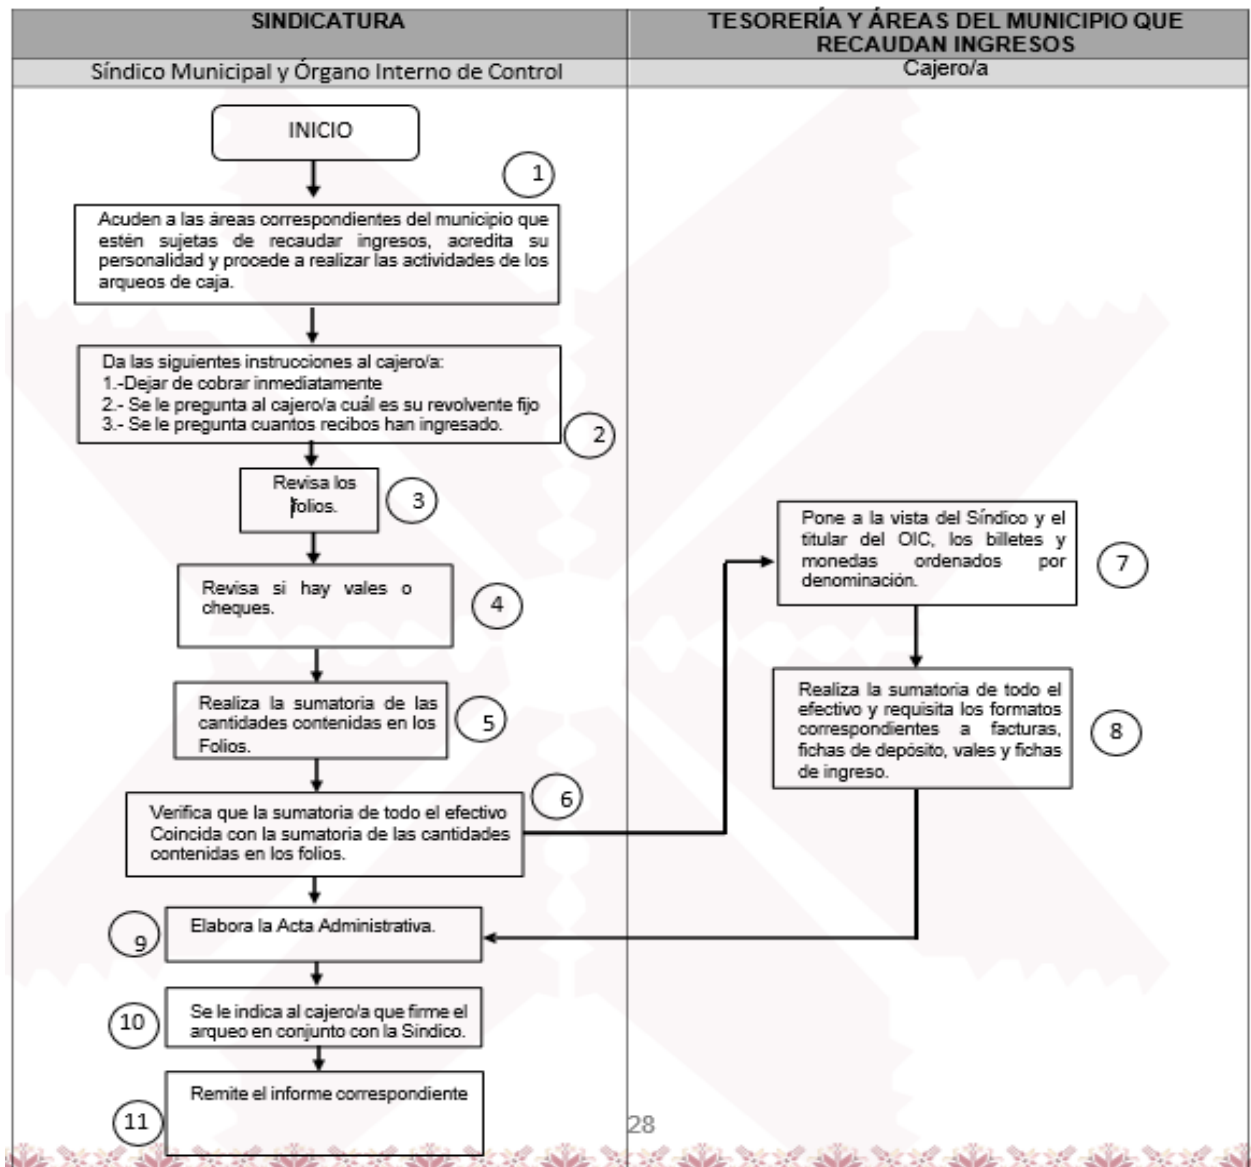 SINDICATURA
TESORERÍA Y ÁREAS DEL MUNICIPIO QUE
RECAUDAN INGRESOS
Síndico Municipal y Órgano Interno de Control
Cajero/a
INICIO
1
Acuden a las áreas correspondientes del municipio que
estén sujetas de recaudar ingresos, acredita su
personalidad y procede a realizar las actividades de los
arqueos de caja.
Da las siguientes instrucciones al cajero/a:
1.-Dejar de cobrar inmediatamente
2.- Se le pregunta al cajero/a cuál es su revolvente fijo
3.- Se le pregunta cuantos recibos han ingresado.
2
Revisa los
folios.
3
Revisa si hay vales o
cheques.
4
Realiza la sumatoria de las
cantidades contenidas en los
Folios.
5
6
Verifica que la sumatoria de todo el efectivo
Coincida con la sumatoria de las cantidades
contenidas en los folios.
Pone a la vista del Síndico y el
titular del OIC, los billetes y
monedas ordenados por
denominación.
7
Realiza la sumatoria de todo el
efectivo y requisita los formatos
correspondientes a facturas,
fichas de depósito, vales y fichas
de ingreso.
8
9
Elabora la Acta Administrativa.
10
Se le indica al cajero/a que firme el
arqueo en conjunto con la Sindico.
11
Remite el informe correspondiente
28